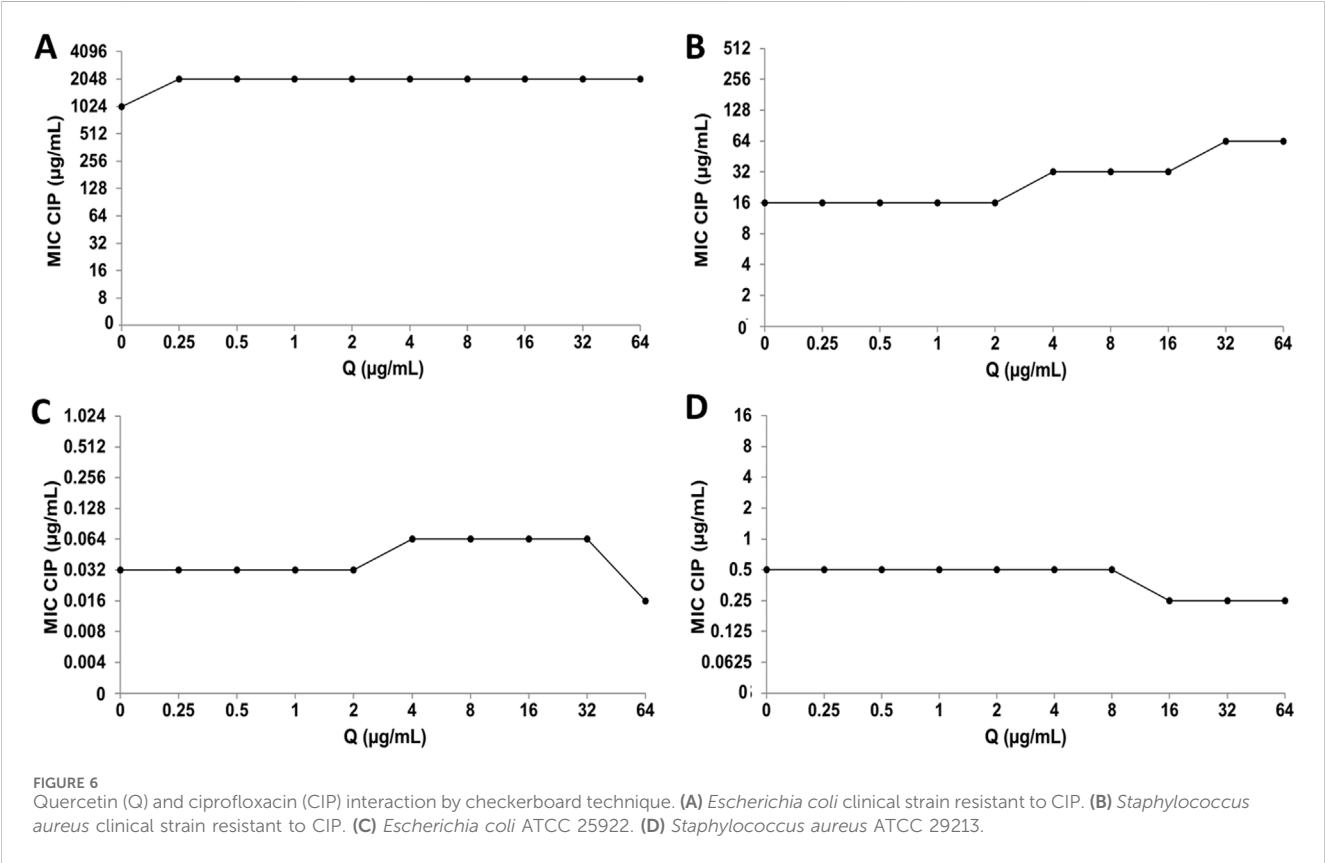 A
MIC CIP (µg/mL)
4096
2048
1024
512
256
128
64
32
16
8
0
0 0.25 0.5 1 2 4 8 16 32 64
Q (µg/mL)
B
MIC CIP (µg/mL)
512
256
128
64
32
16
8
4
2
0
0 0.25 0.5 1 2 4 8 16 32 64
Q (µg/mL)
C
MIC CIP (µg/mL)
1.024
0.512
0.256
0.128
0.064
0.032
0.016
0.008
0.004
0
0 0.25 0.5 1 2 4 8 16 32 64
Q (µg/mL)
D
MIC CIP (µg/mL)
16
8
4
2
1
0.5
0.25
0.125
0.0625
0
0 0.25 0.5 1 2 4 8 16 32 64
Q (µg/mL)
FIGURE 6
Quercetin (Q) and ciprofloxacin (CIP) interaction by checkerboard technique. (A) Escherichia coli clinical strain resistant to CIP. (B) Staphylococcus
aureus clinical strain resistant to CIP. (C) Escherichia coli ATCC 25922. (D) Staphylococcus aureus ATCC 29213.